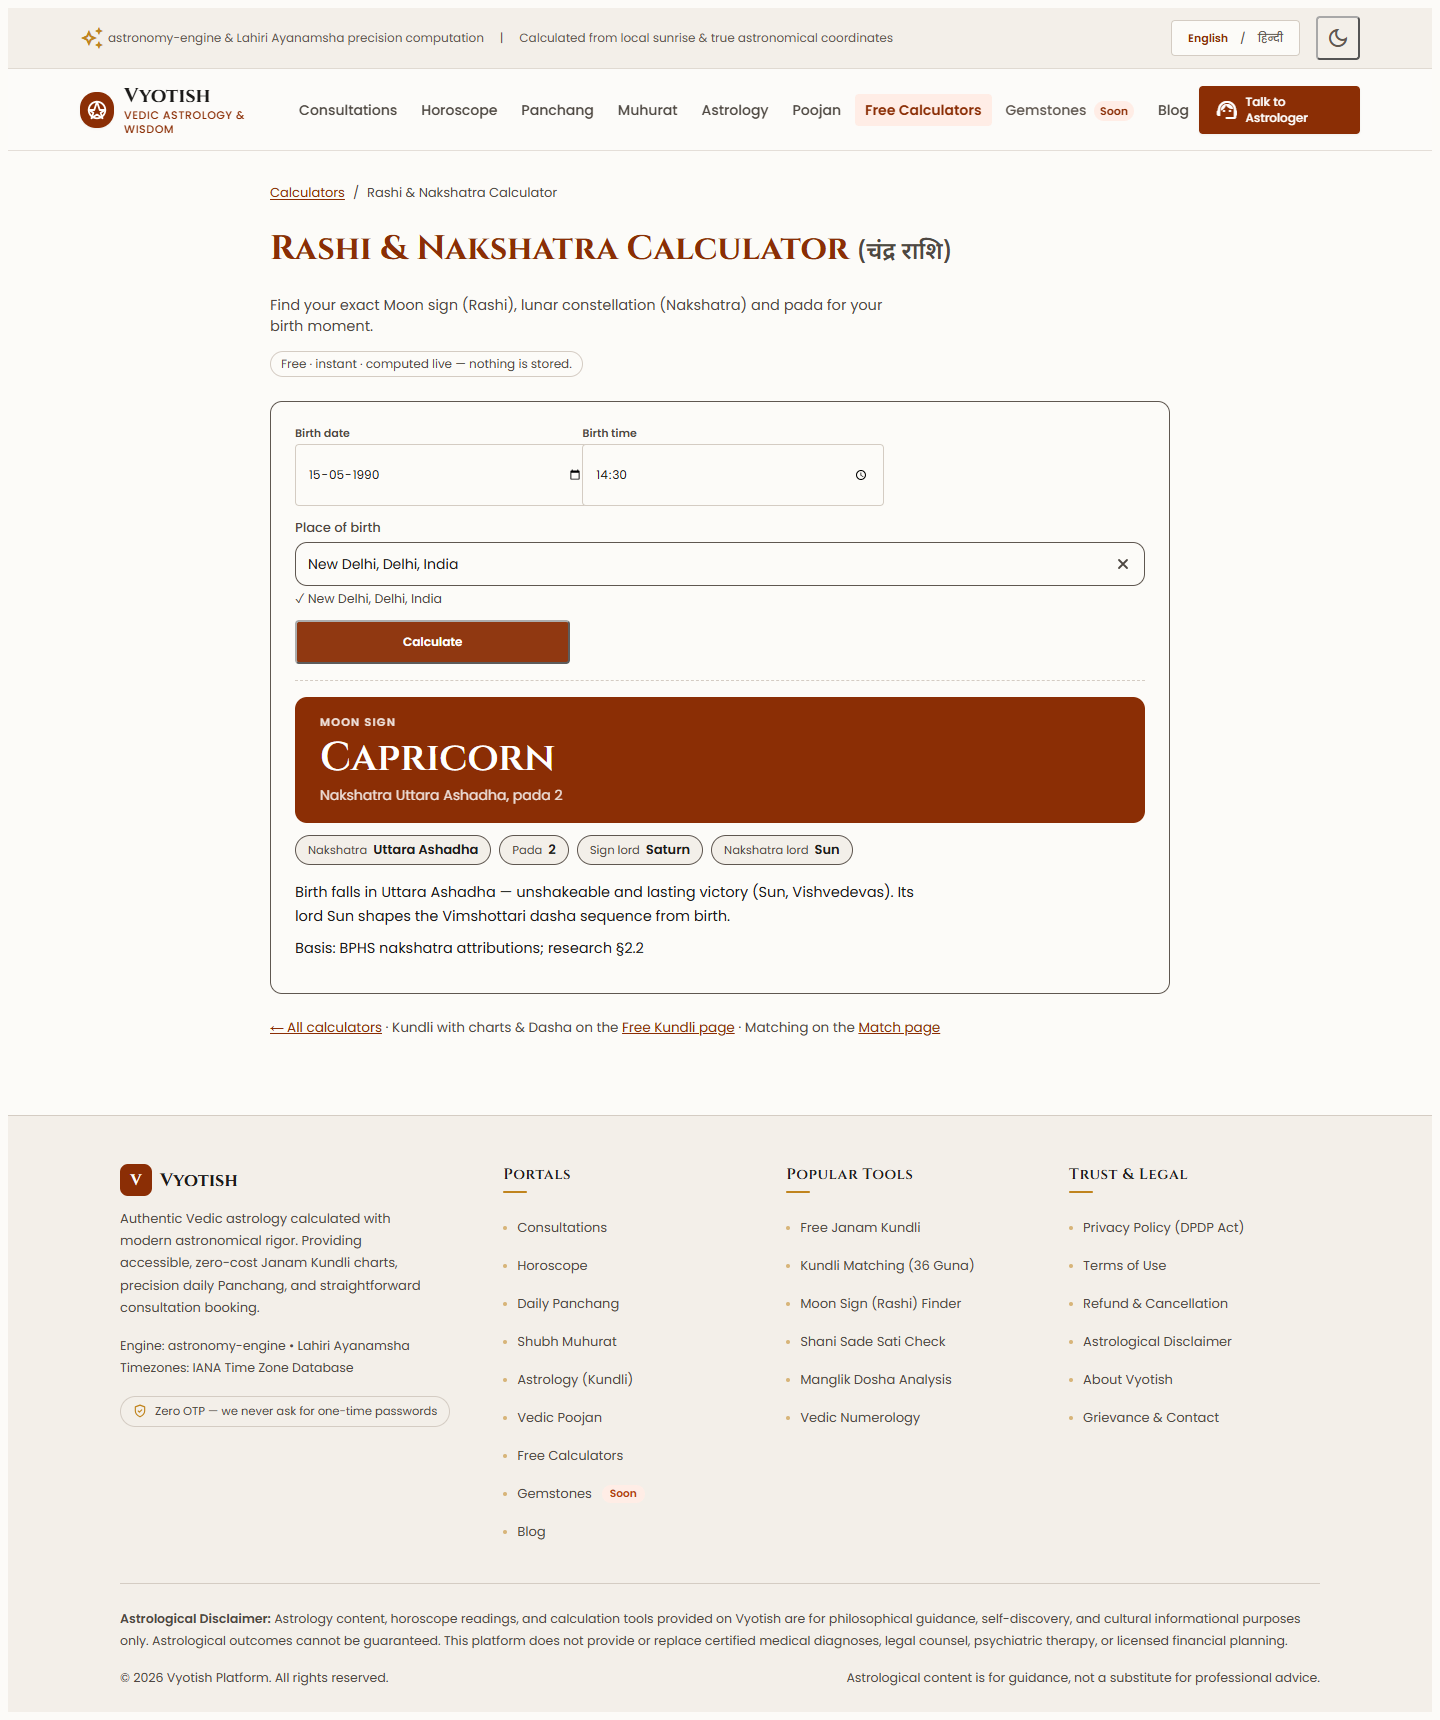 astronomy-engine & Lahiri Ayanamsha precision computation | Calculated from local sunrise & true astronomical coordinates
English / हिन्दी
VYOTISH
VEDIC ASTROLOGY &
WISDOM
Consultations Horoscope Panchang Muhurat Astrology Poojan Free Calculators Gemstones Soon Blog
Talk to
Astrologer
Calculators / Rashi & Nakshatra Calculator
RASHI & NAKSHATRA CALCULATOR (चंद्र राशि)
Find your exact Moon sign (Rashi), lunar constellation (Nakshatra) and pada for your
birth moment.
Free · instant · computed live — nothing is stored.
Birth date Birth time
15-05-1990 14:30
Place of birth
New Delhi, Delhi, India ✕
✓ New Delhi, Delhi, India
Calculate
MOON SIGN
CAPRICORN
Nakshatra Uttara Ashadha, pada 2
Nakshatra Uttara Ashadha Pada 2 Sign lord Saturn Nakshatra lord Sun
Birth falls in Uttara Ashadha — unshakeable and lasting victory (Sun, Vishvedevas). Its
lord Sun shapes the Vimshottari dasha sequence from birth.
Basis: BPHS nakshatra attributions; research §2.2
← All calculators · Kundli with charts & Dasha on the Free Kundli page · Matching on the Match page
V VYOTISH
Authentic Vedic astrology calculated with
modern astronomical rigor. Providing
accessible, zero-cost Janam Kundli charts,
precision daily Panchang, and straightforward
consultation booking.
Engine: astronomy-engine • Lahiri Ayanamsha
Timezones: IANA Time Zone Database
Zero OTP — we never ask for one-time passwords
PORTALS
Consultations
Horoscope
Daily Panchang
Shubh Muhurat
Astrology (Kundli)
Vedic Poojan
Free Calculators
Gemstones Soon
Blog
POPULAR TOOLS
Free Janam Kundli
Kundli Matching (36 Guna)
Moon Sign (Rashi) Finder
Shani Sade Sati Check
Manglik Dosha Analysis
Vedic Numerology
TRUST & LEGAL
Privacy Policy (DPDP Act)
Terms of Use
Refund & Cancellation
Astrological Disclaimer
About Vyotish
Grievance & Contact
Astrological Disclaimer: Astrology content, horoscope readings, and calculation tools provided on Vyotish are for philosophical guidance, self-discovery, and cultural informational purposes
only. Astrological outcomes cannot be guaranteed. This platform does not provide or replace certified medical diagnoses, legal counsel, psychiatric therapy, or licensed financial planning.
© 2026 Vyotish Platform. All rights reserved.
Astrological content is for guidance, not a substitute for professional advice.